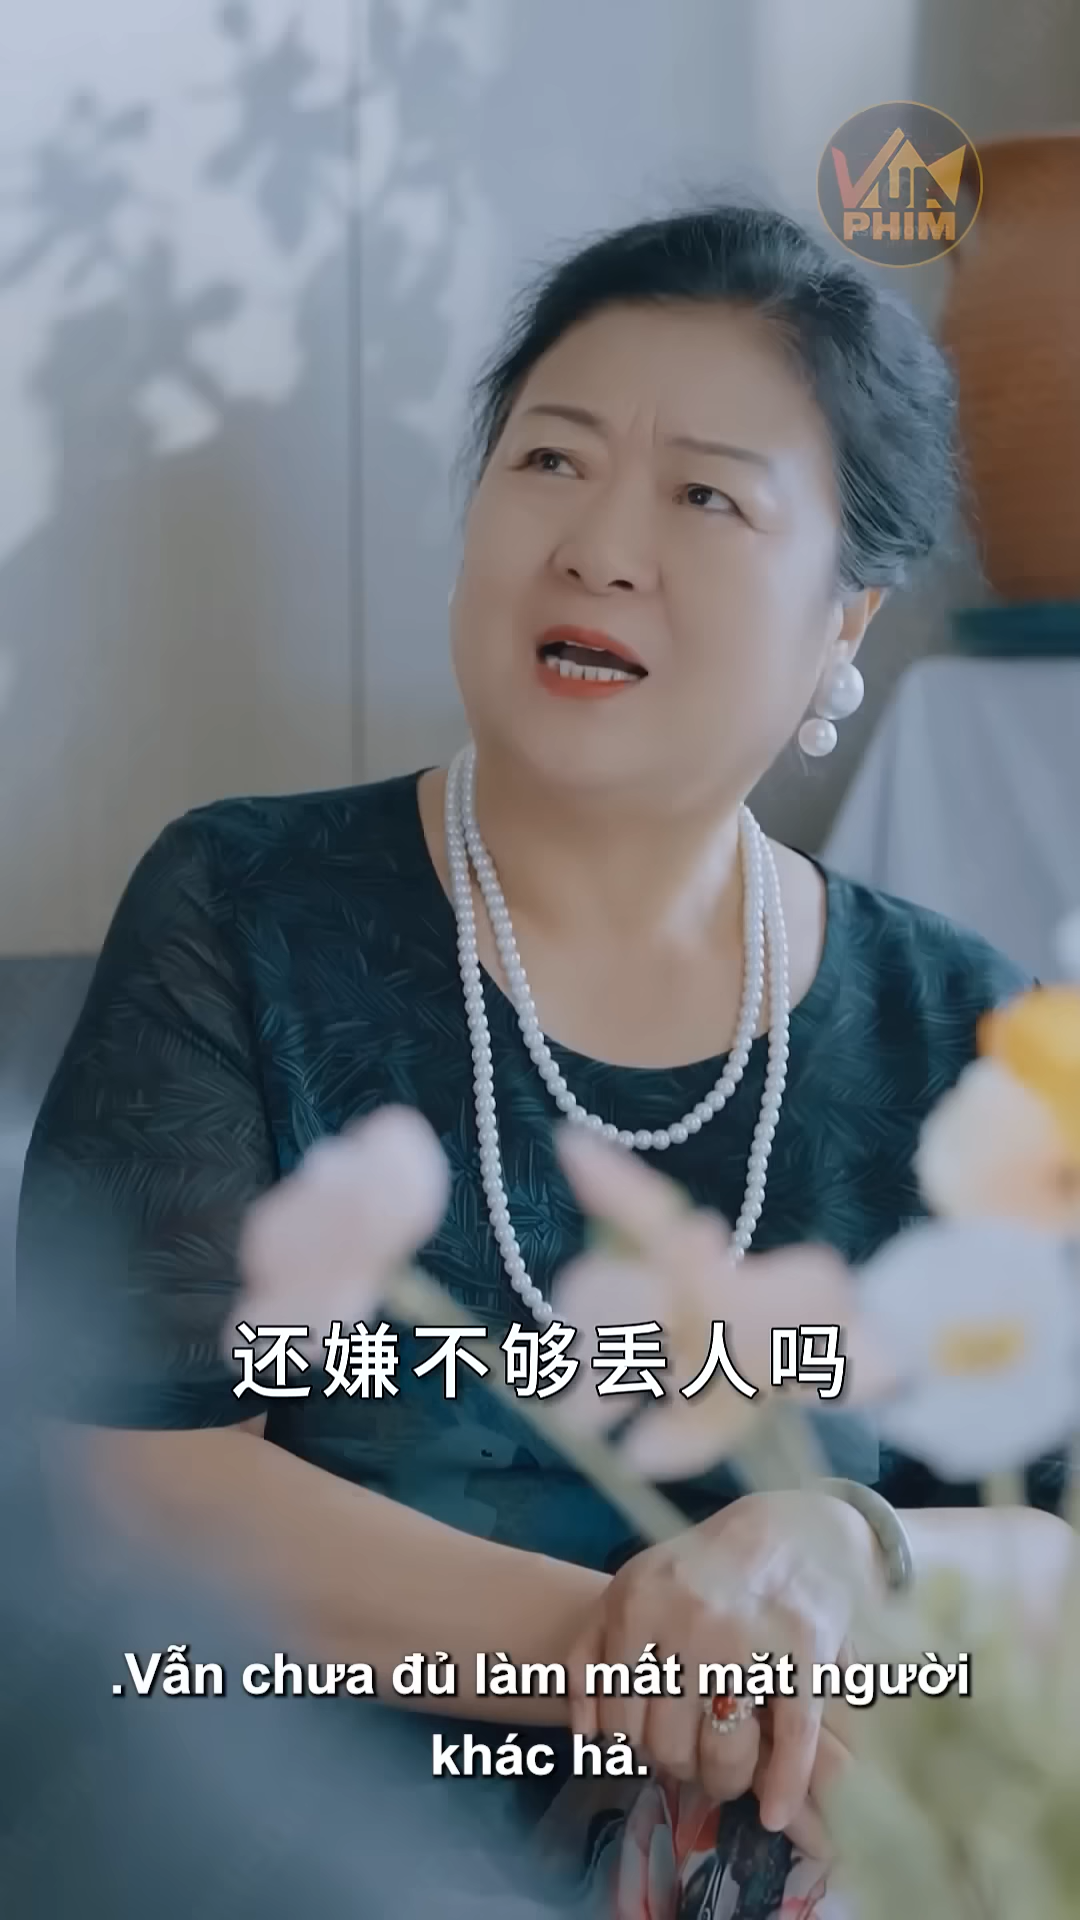 VUA
PHIM
还嫌不够丢人吗
.Vẫn chưa đủ làm mất mặt người
khác hả.